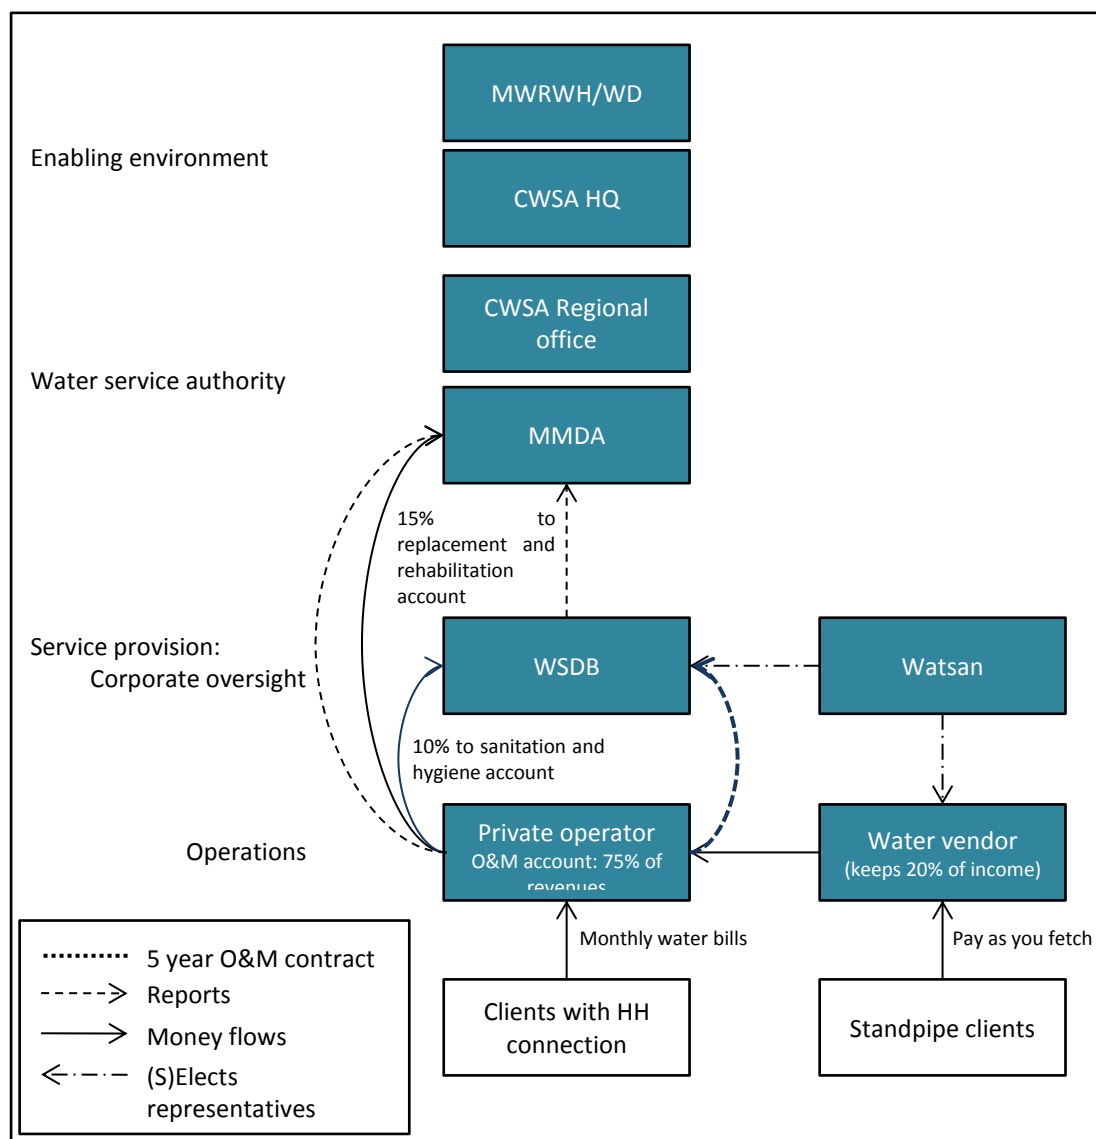 MWRWH/WD
Enabling environment
CWSA HQ
CWSA Regional
office
Water service authority
MMDA
15% to
replacement and
rehabilitation
account
Service provision:
Corporate oversight
WSDB
Watsan
10% to sanitation and
hygiene account
Operations
Private operator
O&M account: 75% of
revenues
Water vendor
(keeps 20% of income)
Monthly water bills
Pay as you fetch
Clients with HH
connection
Standpipe clients
5 year O&M contract
Reports
Money flows
(S)Elects
representatives